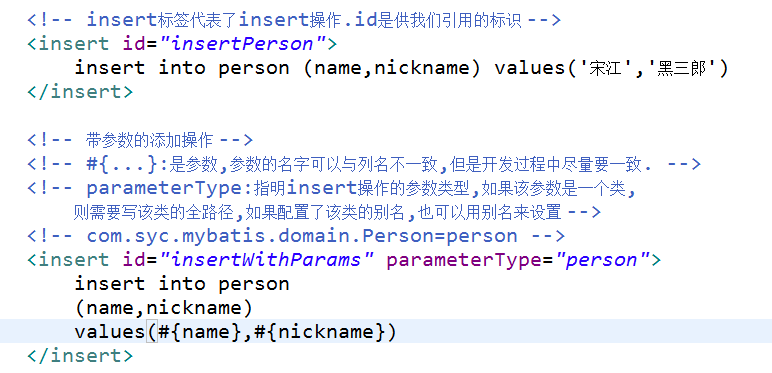 <!-- insert标签代表了insert操作.id是供我们引用的标识 -->
<insert id="insertPerson">
insert into person (name,nickname) values('宋江','黑三郎')
</insert>
<!-- 带参数的添加操作 -->
<!-- #{...}:是参数,参数的名字可以与列名不一致,但是开发过程中尽量要一致. -->
<!-- parameterType:指明insert操作的参数类型,如果该参数是一个类,
则需要写该类的全路径,如果配置了该类的别名,也可以用别名来设置 -->
<!-- com.syc.mybatis.domain.Person=person -->
<insert id="insertWithParams" parameterType="person">
insert into person
(name,nickname)
values(#{name},#{nickname})
</insert>